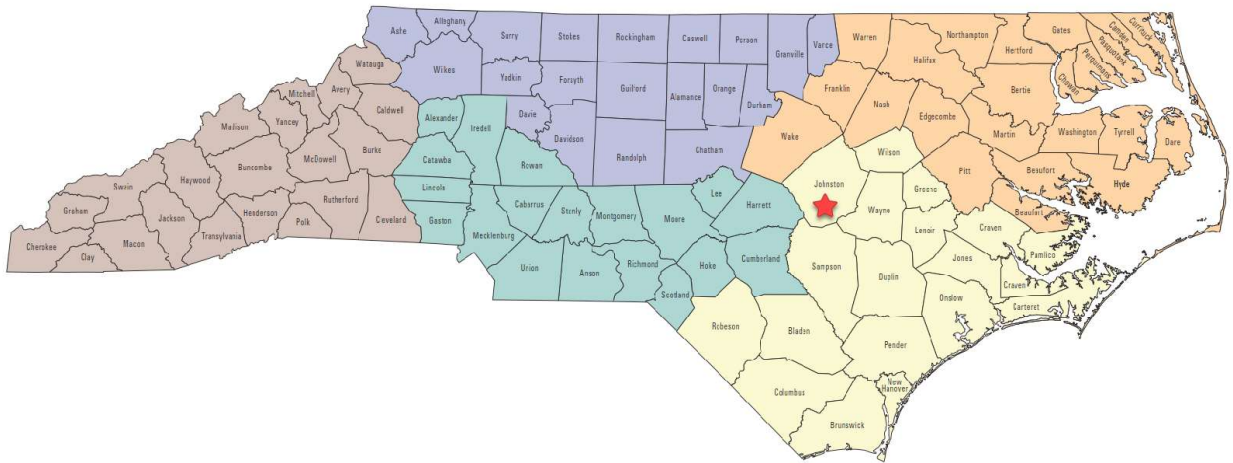 Alleghany
Ashe
Surry
Stokes
Rockingham
Caswell
Person
Granville
Vance
Warren
Northampton
Gates
Hertford
Halifax
Camden
Currituck
Pasquotank
Perquimans
Chowan
Watauga
Wilkes
Yadkin
Forsyth
Guilford
Alamance
Orange
Durham
Franklin
Nash
Edgecombe
Bertie
Mitchell
Avery
Caldwell
Alexander
Iredell
Davie
Davidson
Randolph
Chatham
Wake
Martin
Washington
Tyrrell
Dare
Madison
Yancey
McDowell
Burke
Catawba
Rowan
Wilson
Pitt
Beaufort
Hyde
Swain
Haywood
Buncombe
Rutherford
Lincoln
Cabarrus
Stanly
Montgomery
Moore
Lee
Harrett
Johnston
Wayne
Greene
Beaufort
Graham
Jackson
Henderson
Polk
Cleveland
Gaston
Mecklenburg
Lenoir
Craven
Cherokee
Clay
Macon
Transylvania
Union
Anson
Richmond
Hoke
Cumberland
Sampson
Duplin
Jones
Pamlico
Scotland
Onslow
Craven
Carteret
Robeson
Bladen
Pender
Columbus
New
Hanover
Brunswick